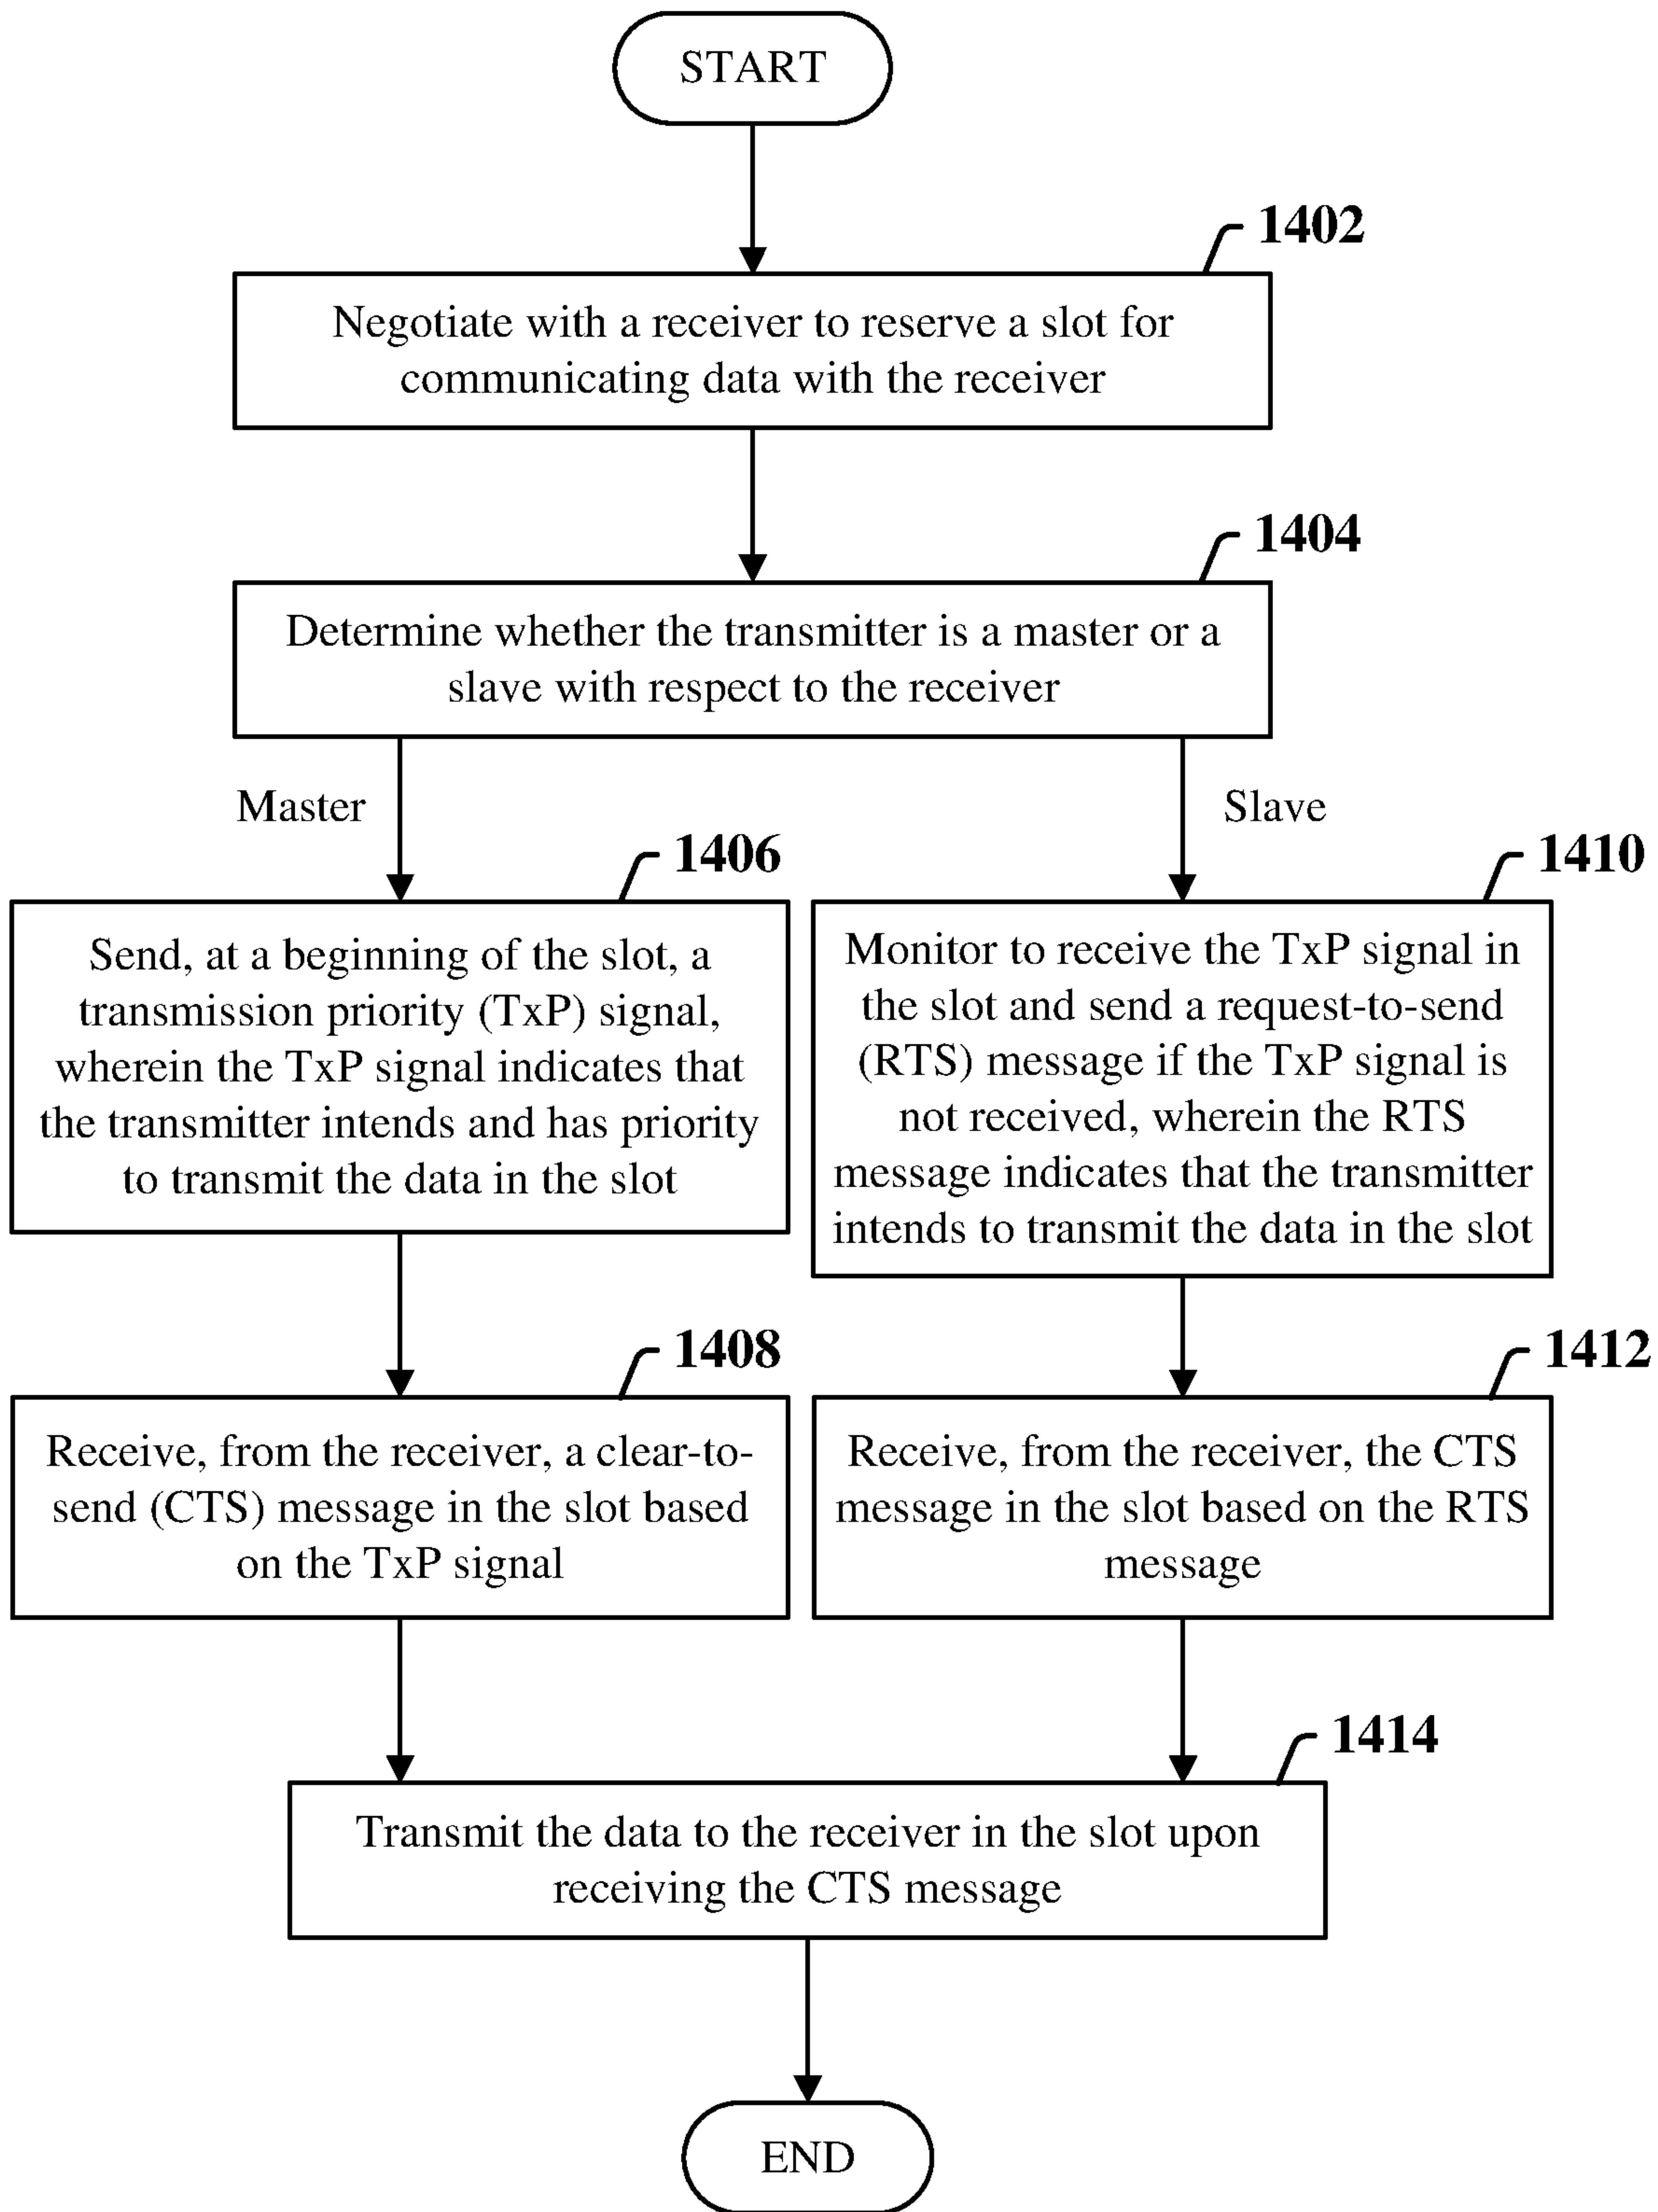 START
1402
Negotiate with a receiver to reserve a slot for
communicating data with the receiver
1404
Determine whether the transmitter is a master or a
slave with respect to the receiver
Master
Slave
1406
Send, at a beginning of the slot, a
transmission priority (TxP) signal,
wherein the TxP signal indicates that
the transmitter intends and has priority
to transmit the data in the slot
1410
Monitor to receive the TxP signal in
the slot and send a request-to-send
(RTS) message if the TxP signal is
not received, wherein the RTS
message indicates that the transmitter
intends to transmit the data in the slot
1408
Receive, from the receiver, a clear-to-
send (CTS) message in the slot based
on the TxP signal
1412
Receive, from the receiver, the CTS
message in the slot based on the RTS
message
1414
Transmit the data to the receiver in the slot upon
receiving the CTS message
END